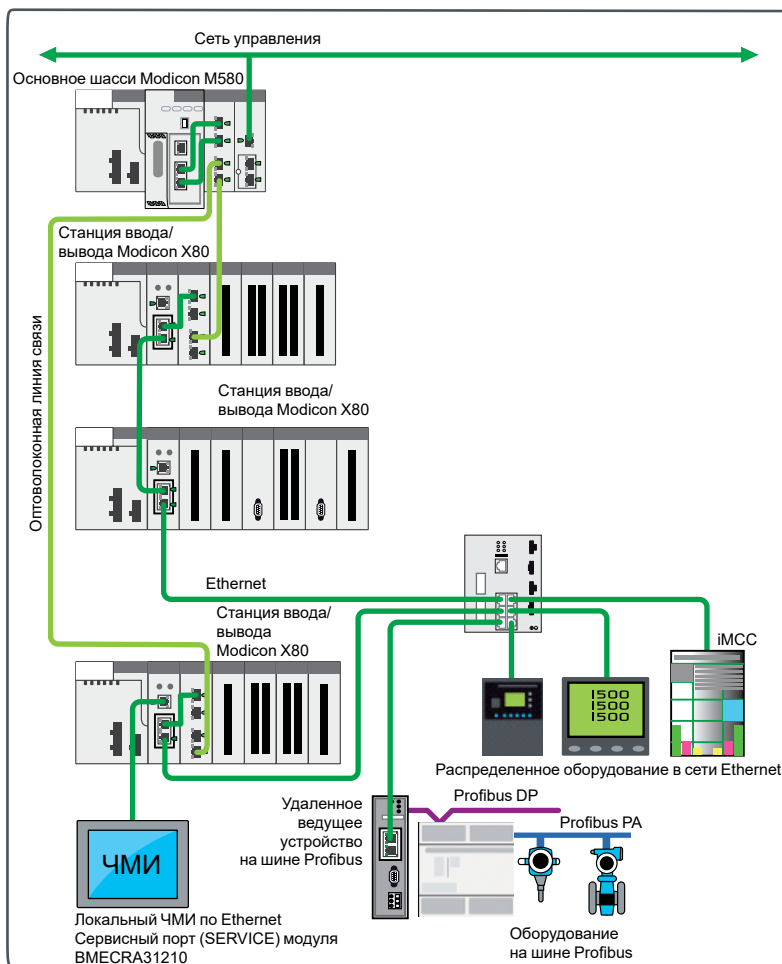 Сеть управления
Основное шасси Modicon M580
Станция ввода/
вывода Modicon X80
Оптоволоконная линия связи
Станция ввода/
вывода Modicon X80
Ethernet
Станция ввода/
вывода
Modicon X80
iMCC
1500
1500
1500
Распределенное оборудование в сети Ethernet
Удаленное
ведущее
устройство
на шине Profibus
Profibus DP
Profibus PA
ЧМИ
Локальный ЧМИ по Ethernet
Сервисный порт (SERVICE) модуля
BMECRA31210
Оборудование
на шине Profibus